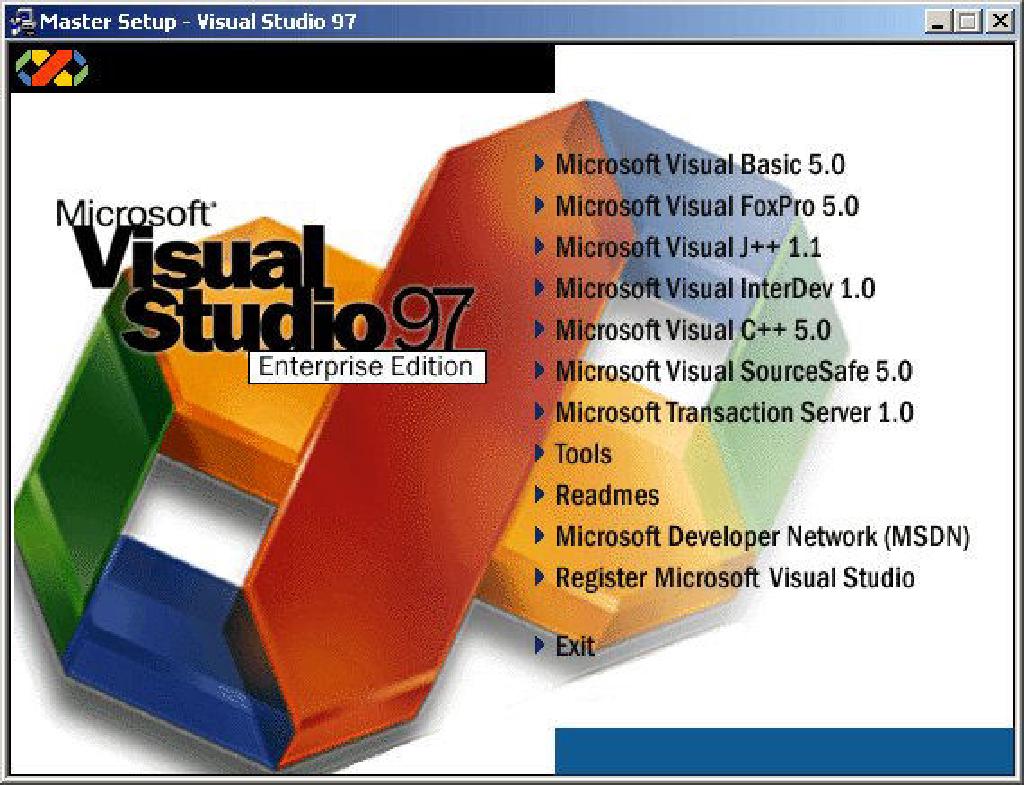 Master Setup - Visual Studio 97
Microsoft
Visual
Studio 97
Enterprise Edition
Microsoft Visual Basic 5.0
Microsoft Visual FoxPro 5.0
Microsoft Visual J++ 1.1
Microsoft Visual InterDev 1.0
Microsoft Visual C++ 5.0
Microsoft Visual SourceSafe 5.0
Microsoft Transaction Server 1.0
Tools
Readmes
Microsoft Developer Network (MSDN)
Register Microsoft Visual Studio
Exit